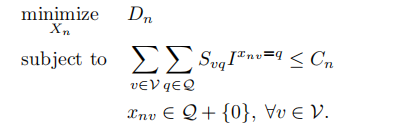 minimize D_n
X_n
subject to ∑_{v∈𝒱} ∑_{q∈𝒬} S_{vq} I^{x_{nv}=q} ≤ C_n
x_{nv} ∈ 𝒬 + {0}, ∀v ∈ 𝒱.